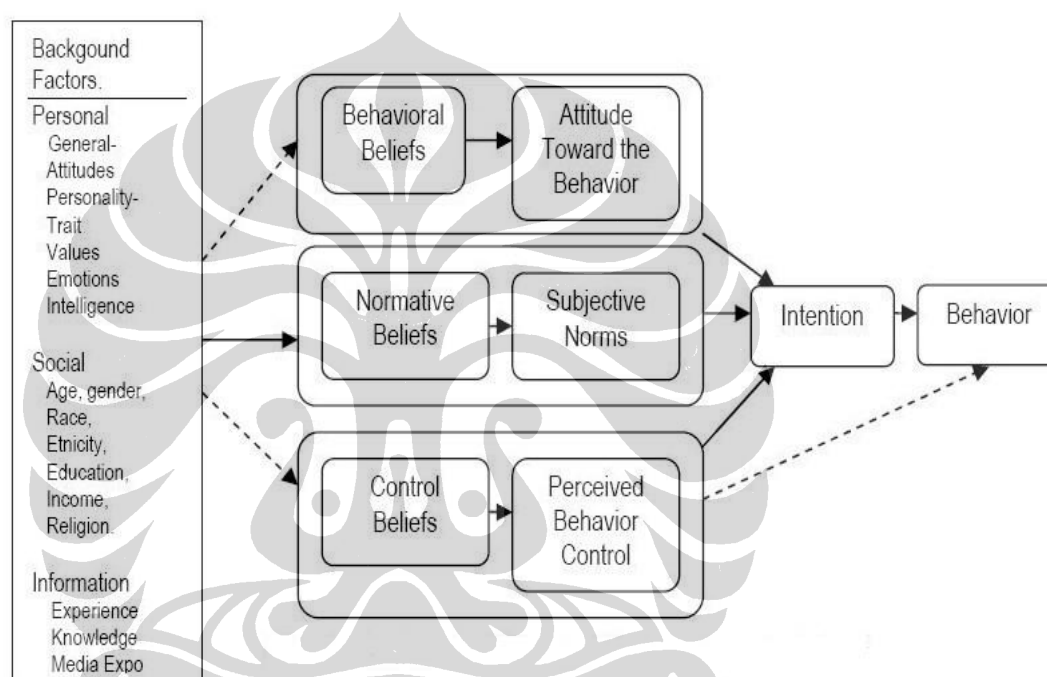 Backgound
Factors.
Personal
General-
Attitudes
Personality-
Trait.
Values
Emotions
Intelligence
Social
Age, gender,
Race,
Etnicity,
Education,
Income,
Religion.
Information
Experience
Knowledge
Media Expo
Behavioral
Beliefs
Attitude
Toward the
Behavior
Normative
Beliefs
Subjective
Norms
Control
Beliefs
Perceived
Behavior
Control
Intention
Behavior